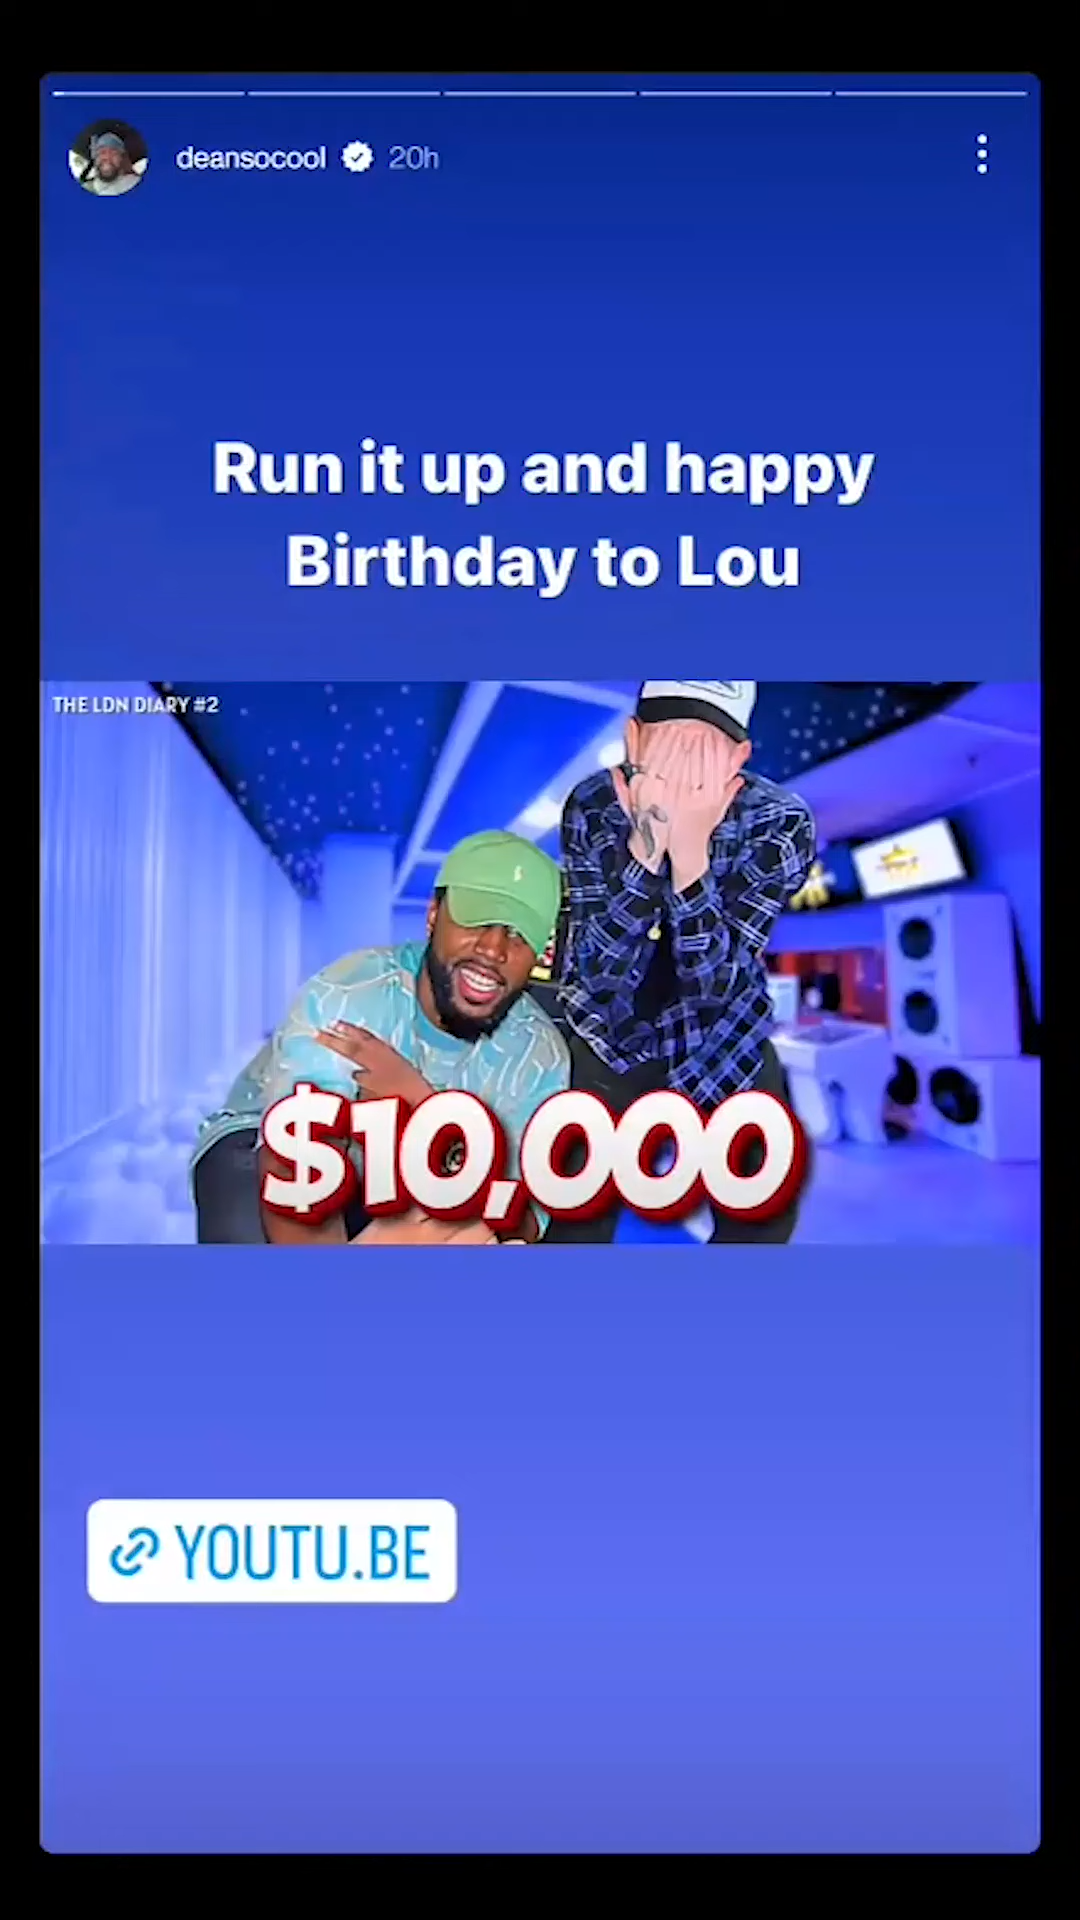 deansocool 20h
Run it up and happy
Birthday to Lou
THE LDN DIARY #2
$10,000
YOUTU.BE